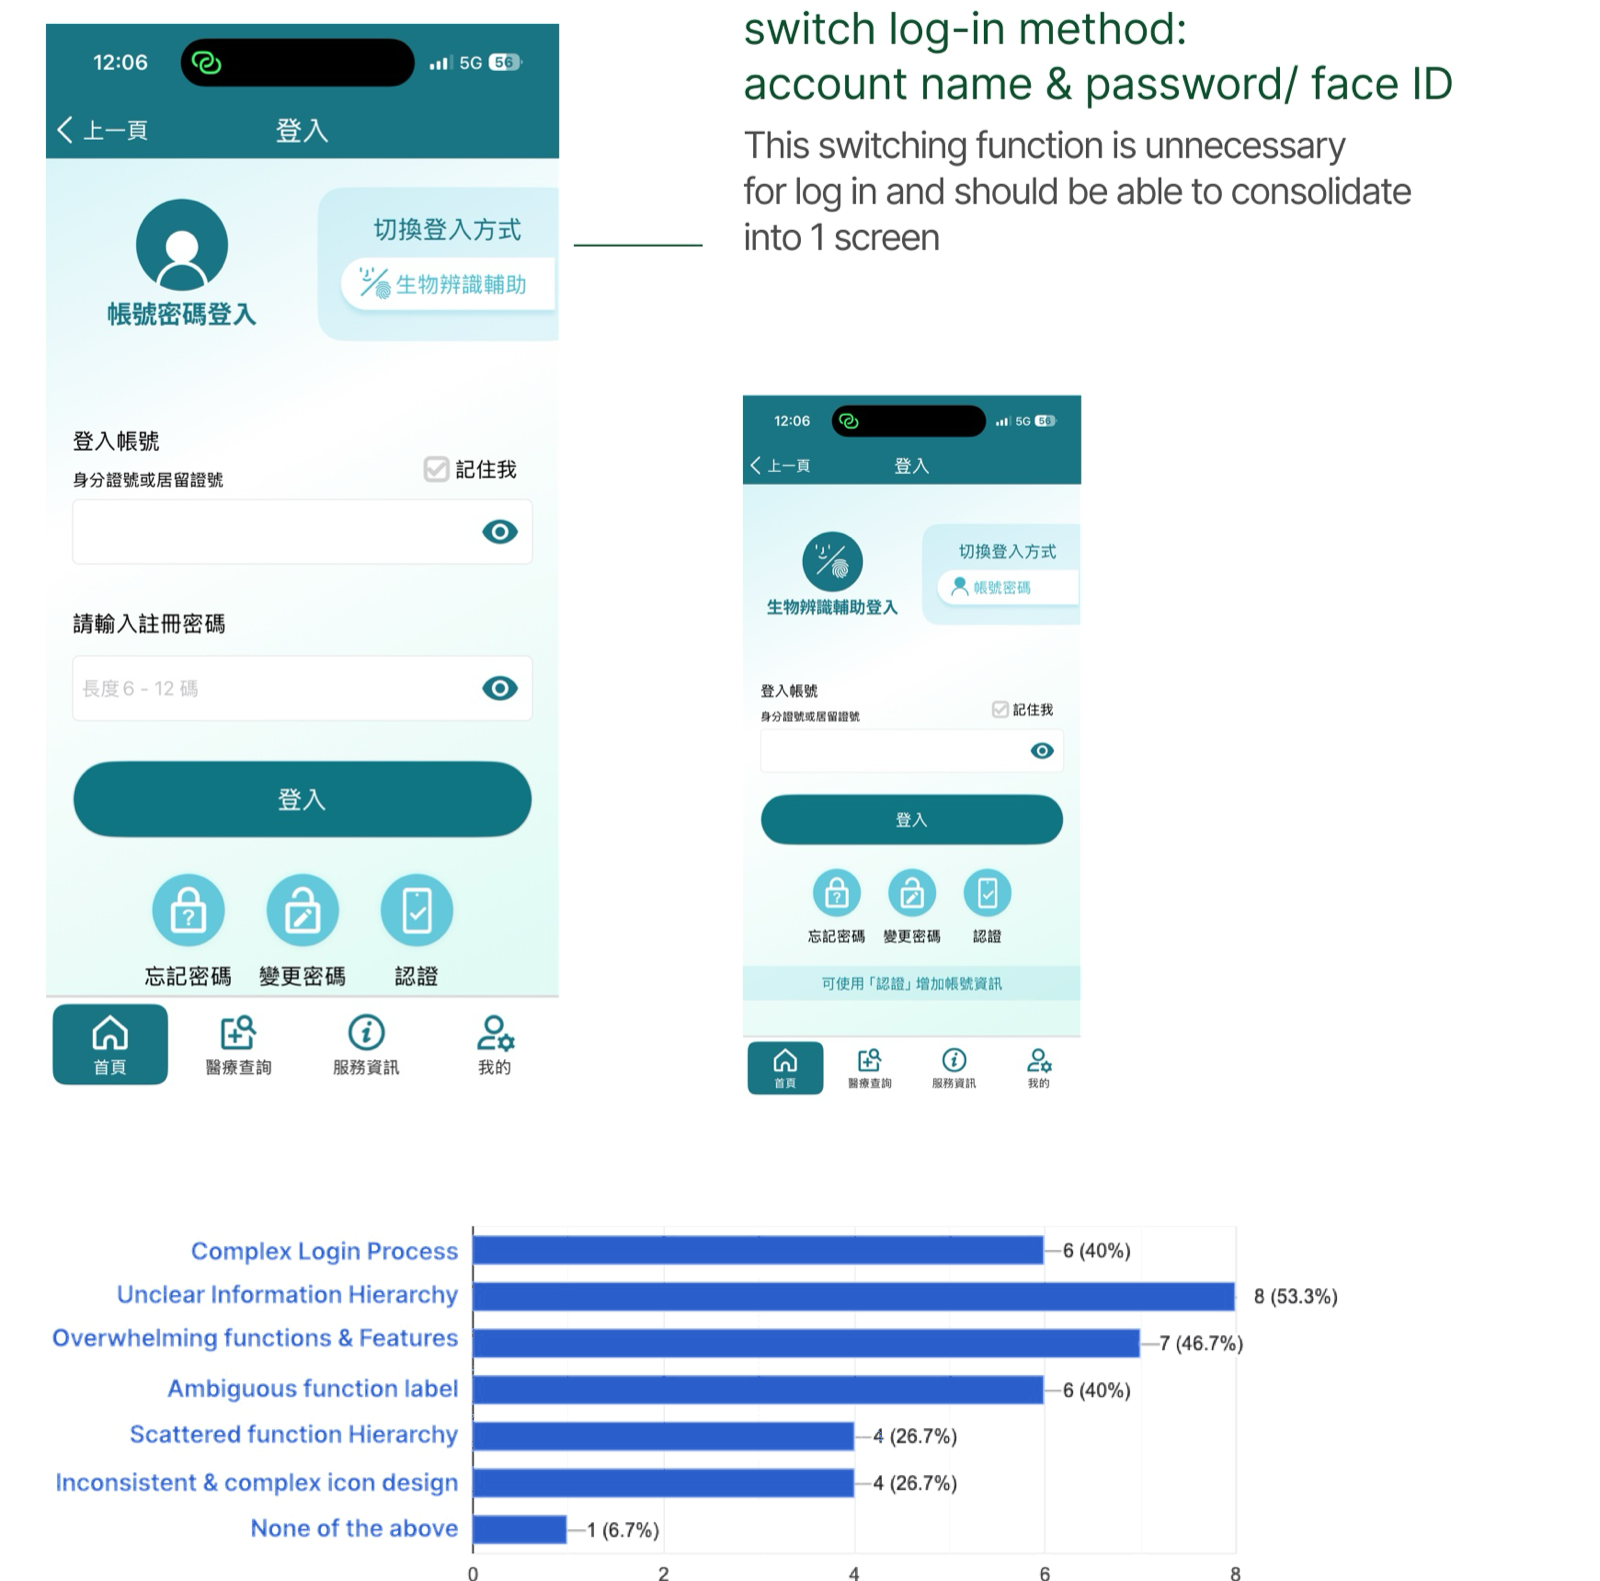 12:06
5G 56
上一頁
登入
帳號密碼登入
切換登入方式
生物辨識輔助
登入帳號
身分證號或居留證號
記住我
請輸入註冊密碼
長度6 - 12 碼
登入
忘記密碼
變更密碼
認證
首頁
醫療查詢
服務資訊
我的
switch log-in method:
account name & password/ face ID
This switching function is unnecessary
for log in and should be able to consolidate
into 1 screen
12:06
5G 56
上一頁
登入
生物辨識輔助登入
切換登入方式
帳號密碼
登入帳號
身分證號或居留證號
記住我
登入
忘記密碼
變更密碼
認證
可使用「認證」增加帳號資訊
首頁
醫療查詢
服務資訊
我的
Complex Login Process
6 (40%)
Unclear Information Hierarchy
8 (53.3%)
Overwhelming functions & Features
7 (46.7%)
Ambiguous function label
6 (40%)
Scattered function Hierarchy
4 (26.7%)
Inconsistent & complex icon design
4 (26.7%)
None of the above
1 (6.7%)
0 2 4 6 8